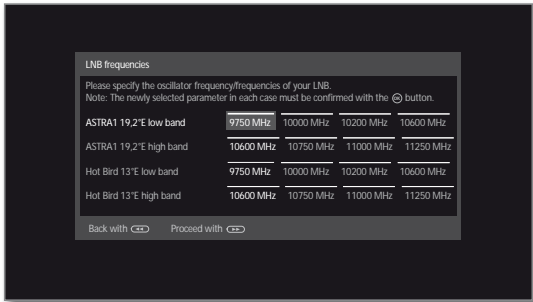 LNB frequencies
Please specify the oscillator frequency/frequencies of your LNB.
Note: The newly selected parameter in each case must be confirmed with the OK button.
ASTRA1 19,2°E low band 9750 MHz 10000 MHz 10200 MHz 10600 MHz
ASTRA1 19,2°E high band 10600 MHz 10750 MHz 11000 MHz 11250 MHz
Hot Bird 13°E low band 9750 MHz 10000 MHz 10200 MHz 10600 MHz
Hot Bird 13°E high band 10600 MHz 10750 MHz 11000 MHz 11250 MHz
Back with Proceed with